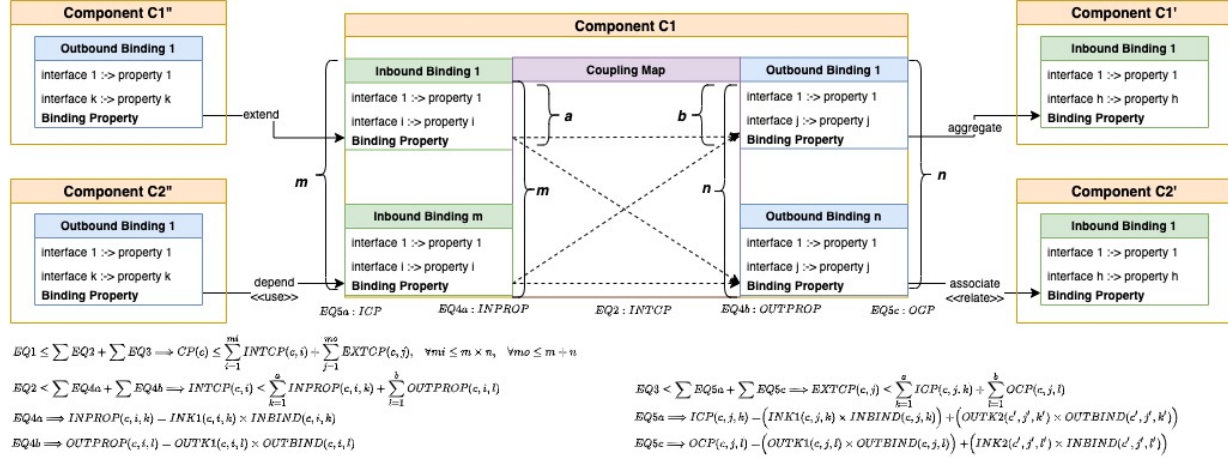 Component C1"
Outbound Binding 1
interface 1 :-> property 1
interface k :-> property k
Binding Property
extend
Component C2"
Outbound Binding 1
interface 1 :-> property 1
interface k :-> property k
Binding Property
depend
<<use>>
m
Component C1
Inbound Binding 1
interface 1 :-> property 1
interface i :-> property i
Binding Property
Inbound Binding m
interface 1 :-> property 1
interface i :-> property i
Binding Property
Coupling Map
a
m
b
n
Outbound Binding 1
interface 1 :-> property 1
interface j :-> property j
Binding Property
Outbound Binding n
interface 1 :-> property 1
interface j :-> property j
Binding Property
n
aggregate
associate
<<relate>>
Component C1'
Inbound Binding 1
interface 1 :-> property 1
interface h :-> property h
Binding Property
Component C2'
Inbound Binding 1
interface 1 :-> property 1
interface h :-> property h
Binding Property
EQ5a : ICP
EQ4a : INPROP
EQ2 : INTCP
EQ4b : OUTPROP
EQ5c : OCP
EQ1 ≤ ∑ EQ2 + ∑ EQ3 ⟹ CP(c) ≤ ∑_{i=1}^{mi} INTCP(c, i) + ∑_{j=1}^{mo} EXTCP(c, j), ∀mi ≤ m × n, ∀mo ≤ m + n
EQ2 ≤ ∑ EQ4a + ∑ EQ4b ⟹ INTCP(c, i) ≤ ∑_{k=1}^{a} INPROP(c, i, k) + ∑_{l=1}^{b} OUTPROP(c, i, l)
EQ4a ⟹ INPROP(c, i, k) = INK1(c, i, k) × INBIND(c, i, k)
EQ4b ⟹ OUTPROP(c, i, l) = OUTK1(c, i, l) × OUTBIND(c, i, l)
EQ3 ≤ ∑ EQ5a + ∑ EQ5c ⟹ EXTCP(c, j) ≤ ∑_{k=1}^{a} ICP(c, j, k) + ∑_{l=1}^{b} OCP(c, j, l)
EQ5a ⟹ ICP(c, j, k) = (INK1(c, j, k) × INBIND(c, j, k)) + (OUTK2(c', j', k') × OUTBIND(c', j', k'))
EQ5c ⟹ OCP(c, j, l) = (OUTK1(c, j, l) × OUTBIND(c, j, l)) + (INK2(c', j', l') × INBIND(c', j', l'))